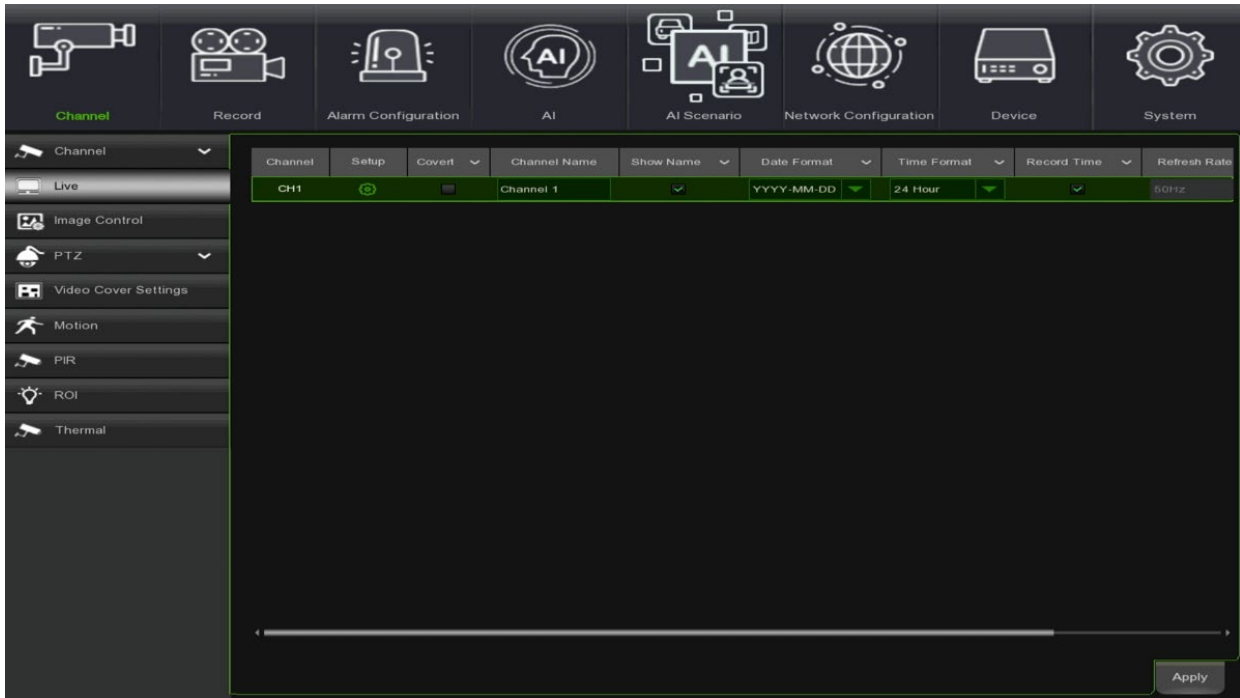 AI
AI
Channel Record Alarm Configuration AI AI Scenario Network Configuration Device System
Channel
Live
Image Control
PTZ
Video Cover Settings
Motion
PIR
ROI
Thermal
Channel Setup Covert Channel Name Show Name Date Format Time Format Record Time Refresh Rate
CH1 Channel 1 YYYY-MM-DD 24 Hour 50Hz
Apply